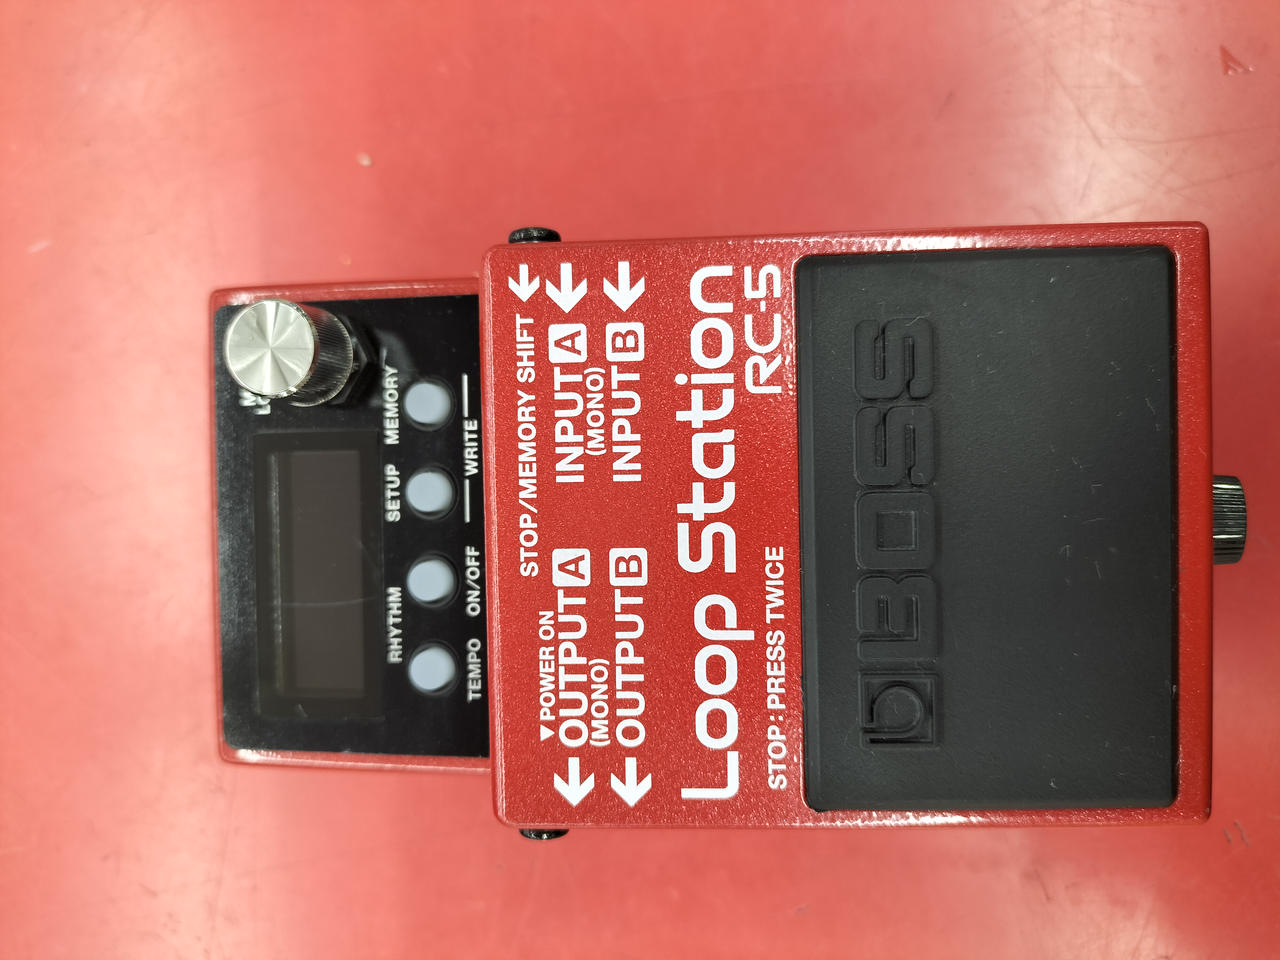 MEMORY
SETUP
RHYTHM
WRITE
ON/OFF
TEMPO
STOP/MEMORY SHIFT
▼POWER ON
OUTPUT A
(MONO)
INPUT A
(MONO)
OUTPUT B
INPUT B
Loop Station
STOP : PRESS TWICE
RC-5
BOSS